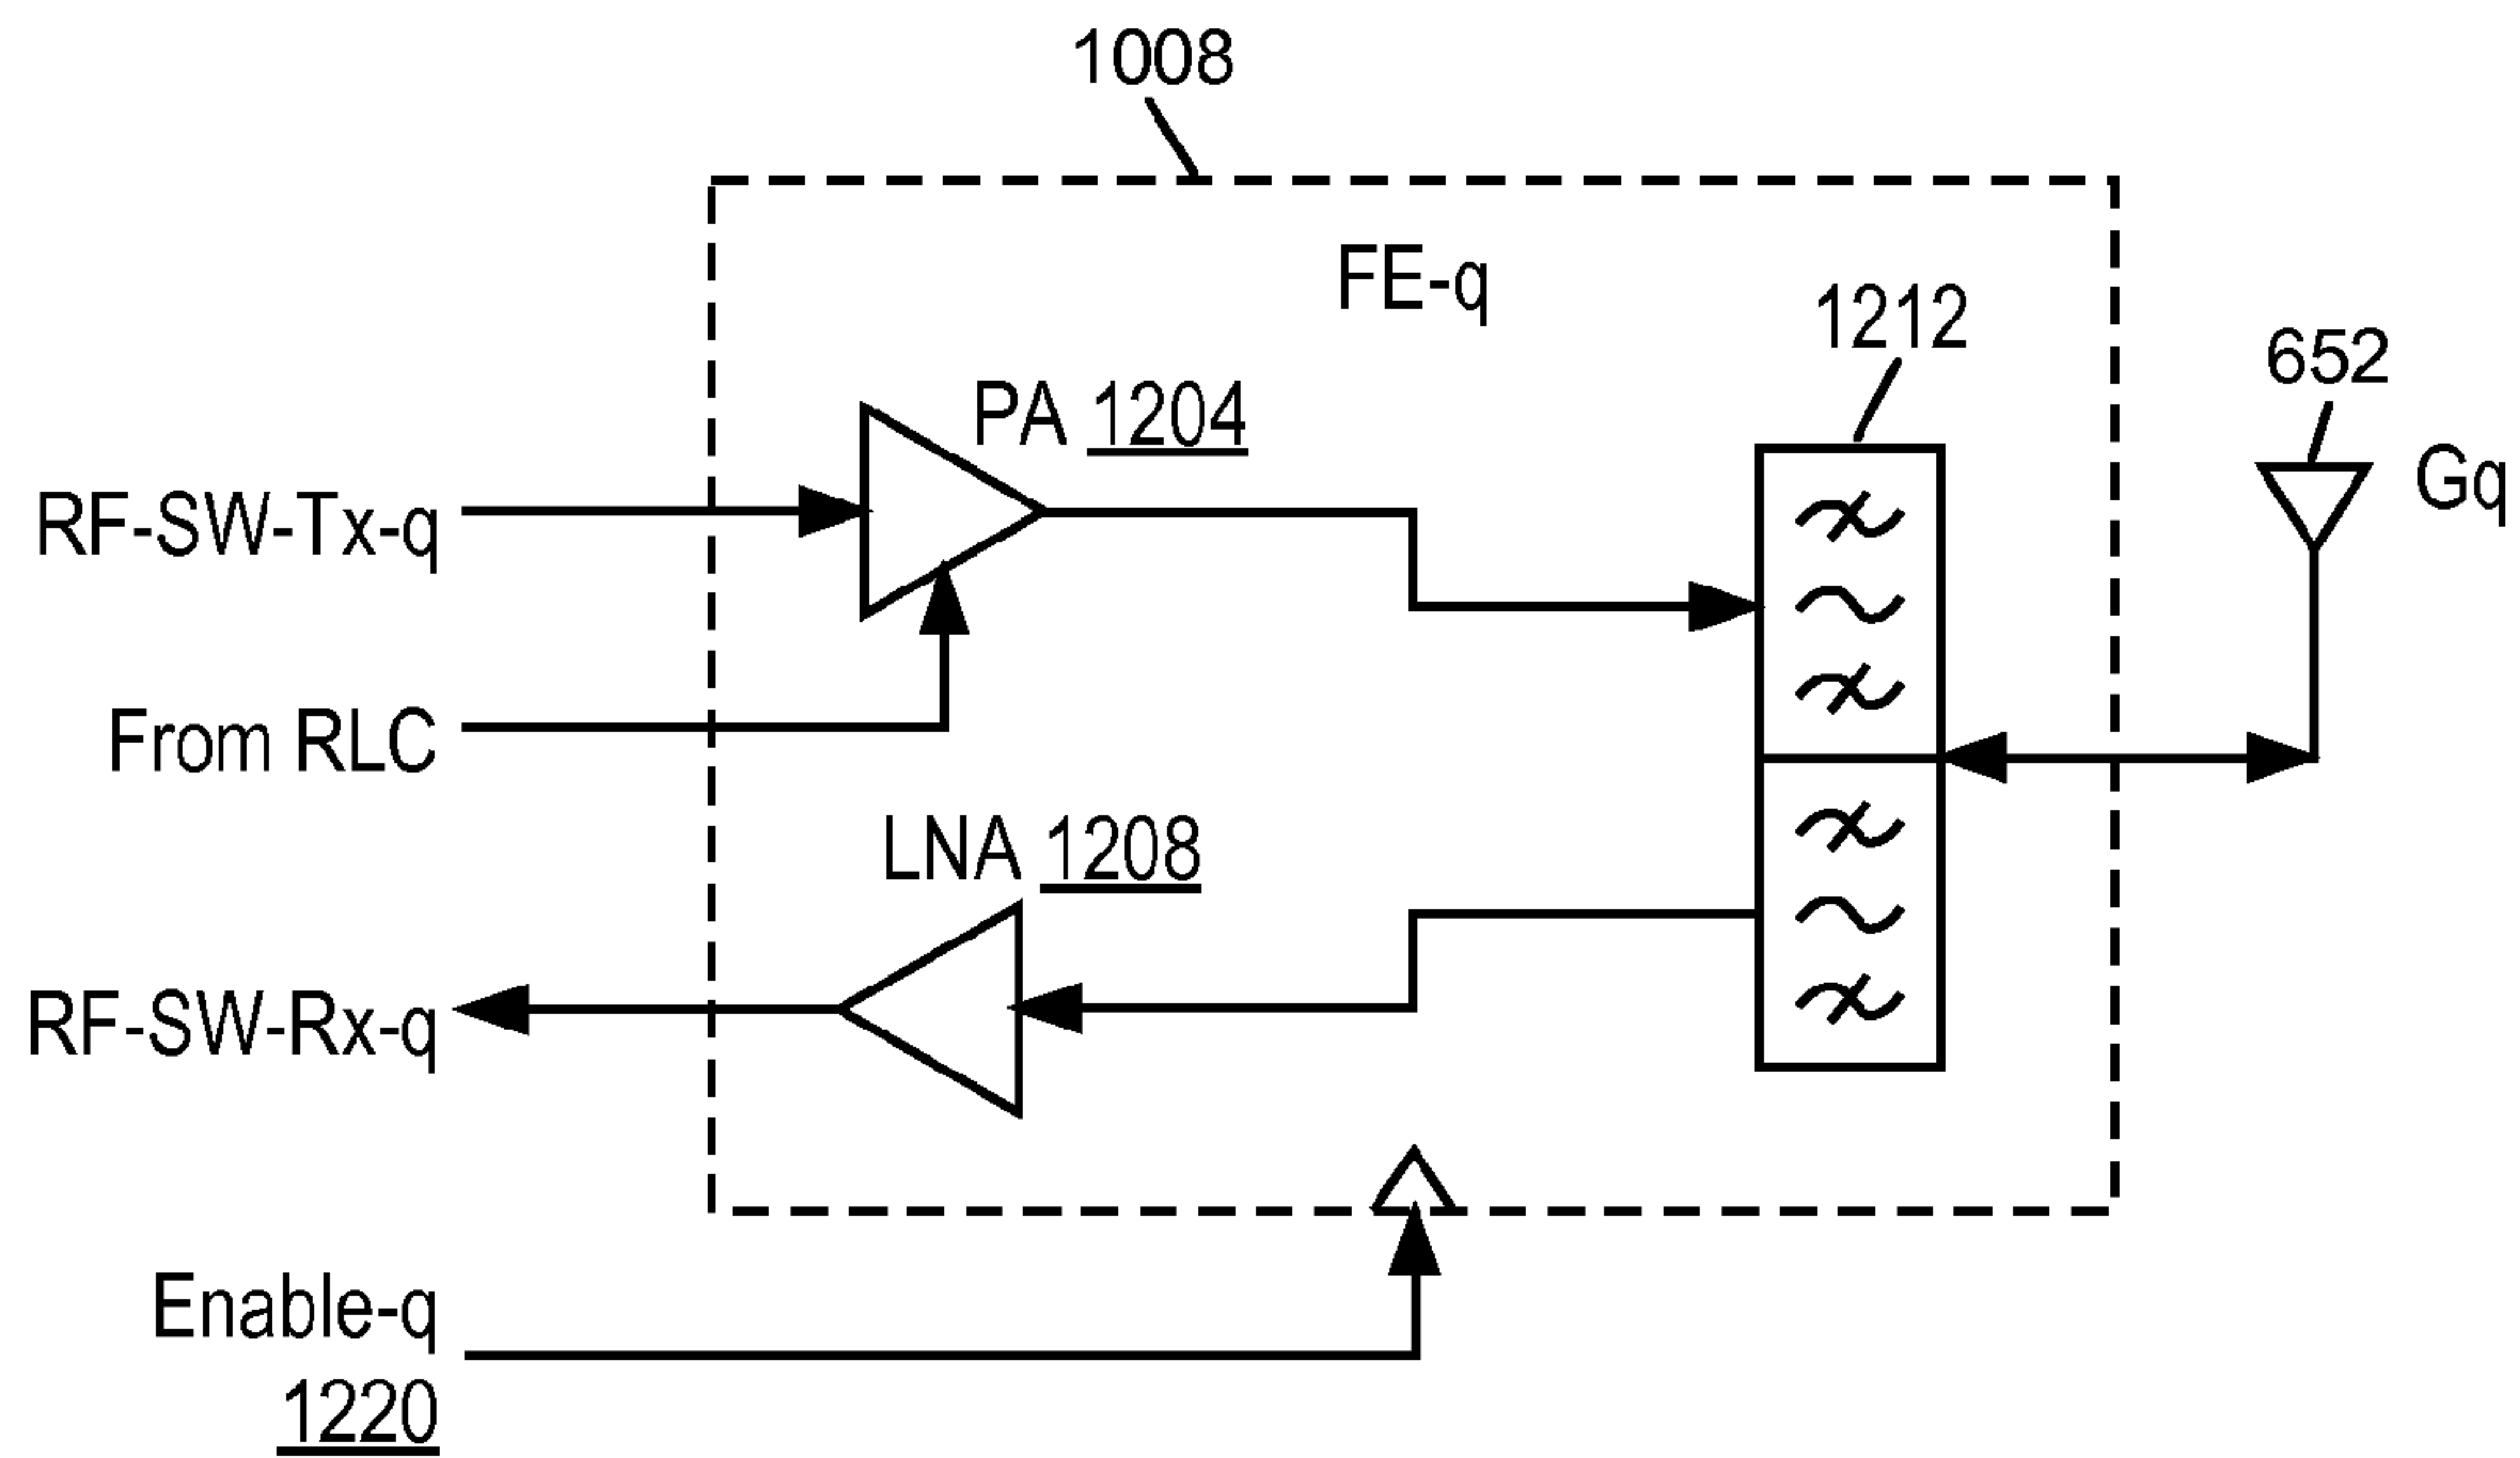 1008
FE-q
1212
652
PA 1204
Gq
RF-SW-Tx-q
From RLC
LNA 1208
RF-SW-Rx-q
Enable-q
1220